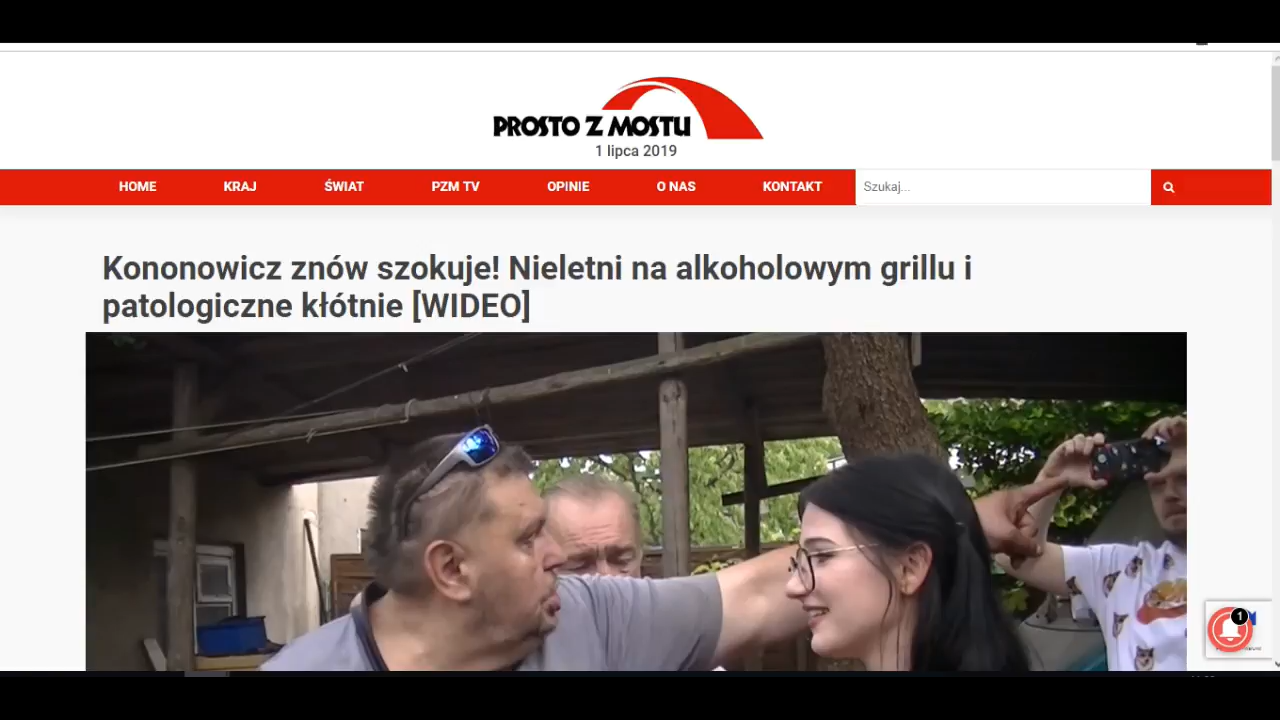 PROSTO Z MOSTU
1 lipca 2019
HOME KRAJ ŚWIAT PZM TV OPINIE O NAS KONTAKT Szukaj...
Kononowicz znów szokuje! Nieletni na alkoholowym grillu i
patologiczne kłótnie [WIDEO]
1